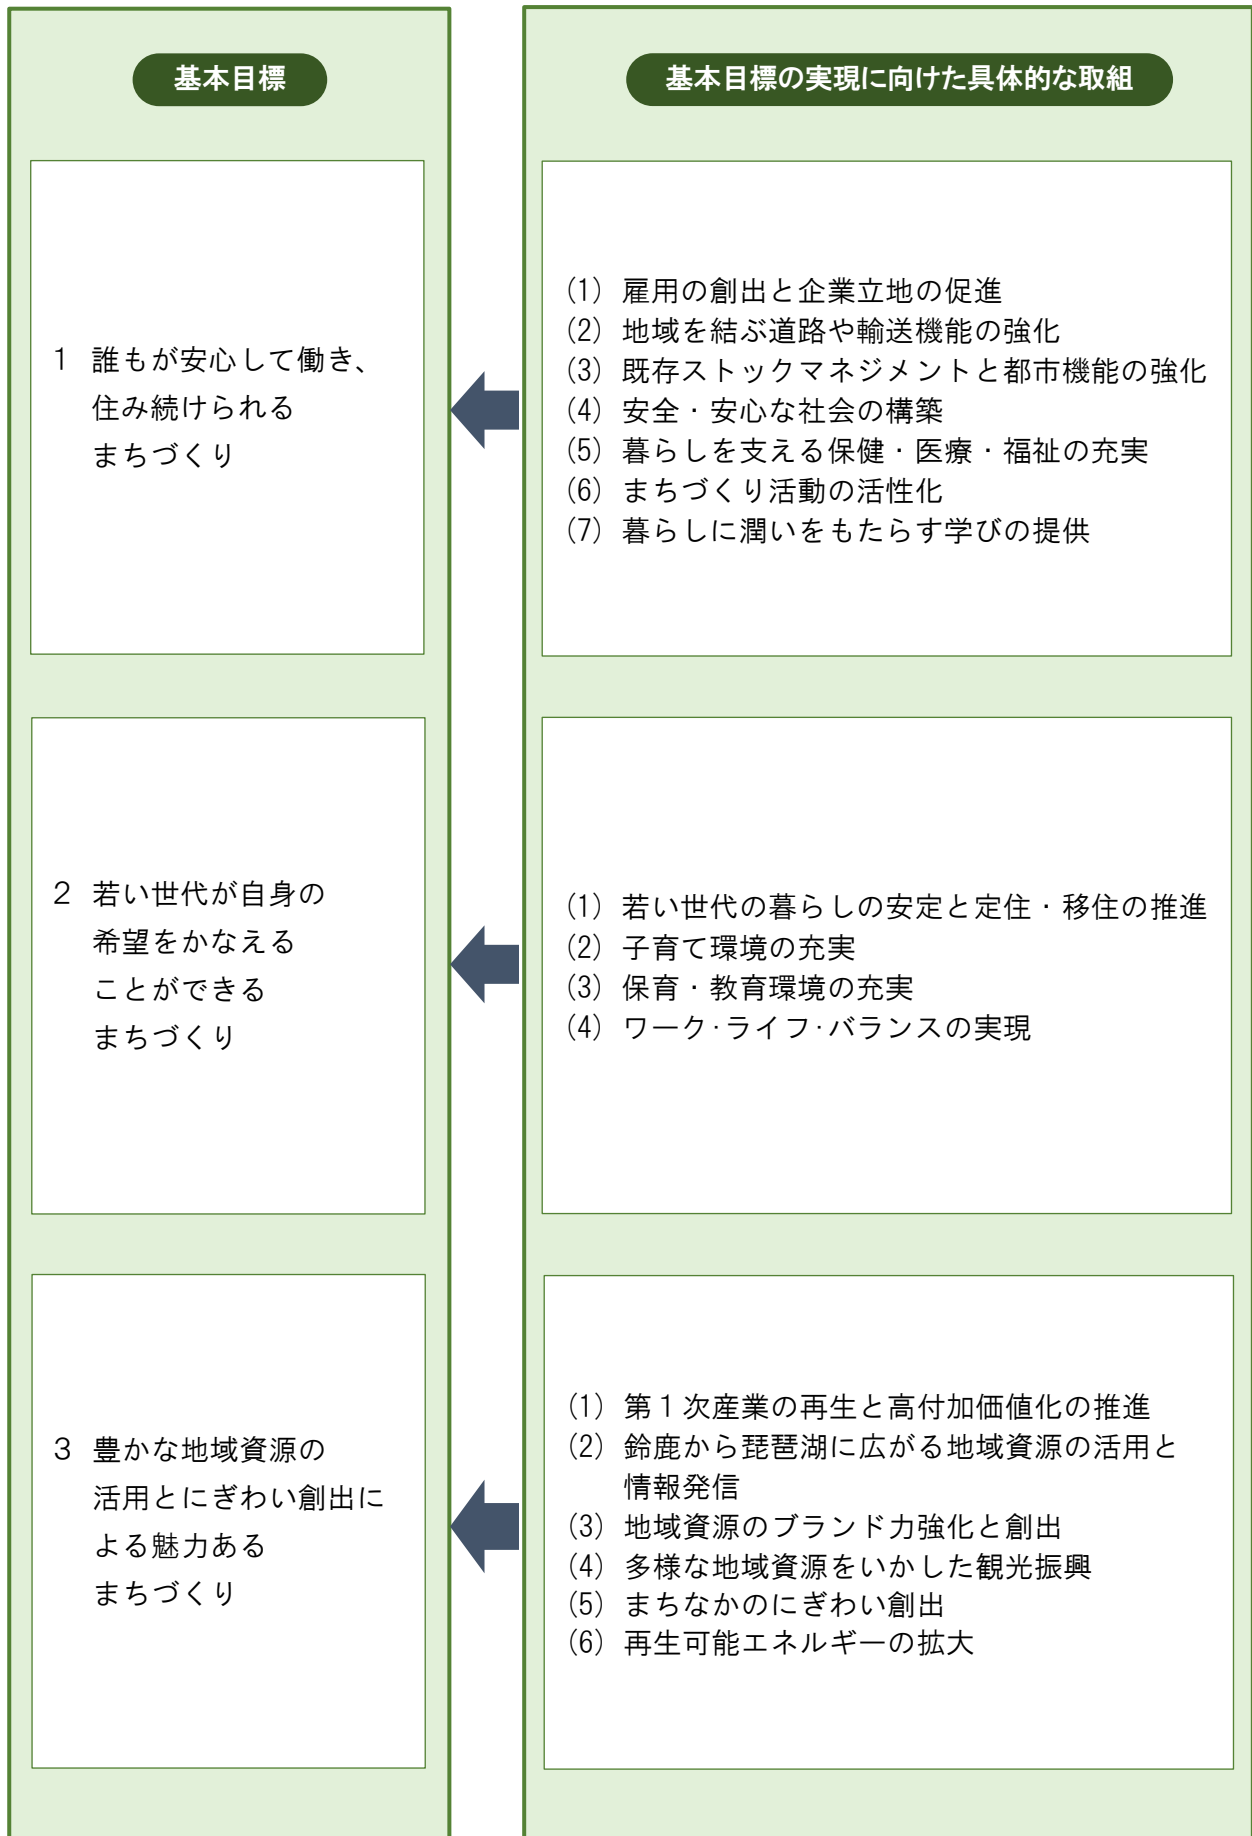 基本目標
基本目標の実現に向けた具体的な取組
1 誰もが安心して働き、
住み続けられる
まちづくり
(1) 雇用の創出と企業立地の促進
(2) 地域を結ぶ道路や輸送機能の強化
(3) 既存ストックマネジメントと都市機能の強化
(4) 安全・安心な社会の構築
(5) 暮らしを支える保健・医療・福祉の充実
(6) まちづくり活動の活性化
(7) 暮らしに潤いをもたらす学びの提供
2 若い世代が自身の
希望をかなえる
ことができる
まちづくり
(1) 若い世代の暮らしの安定と定住・移住の推進
(2) 子育て環境の充実
(3) 保育・教育環境の充実
(4) ワーク・ライフ・バランスの実現
3 豊かな地域資源の
活用とにぎわい創出に
よる魅力ある
まちづくり
(1) 第1次産業の再生と高付加価値化の推進
(2) 鈴鹿から琵琶湖に広がる地域資源の活用と
情報発信
(3) 地域資源のブランド力強化と創出
(4) 多様な地域資源をいかした観光振興
(5) まちなかのにぎわい創出
(6) 再生可能エネルギーの拡大